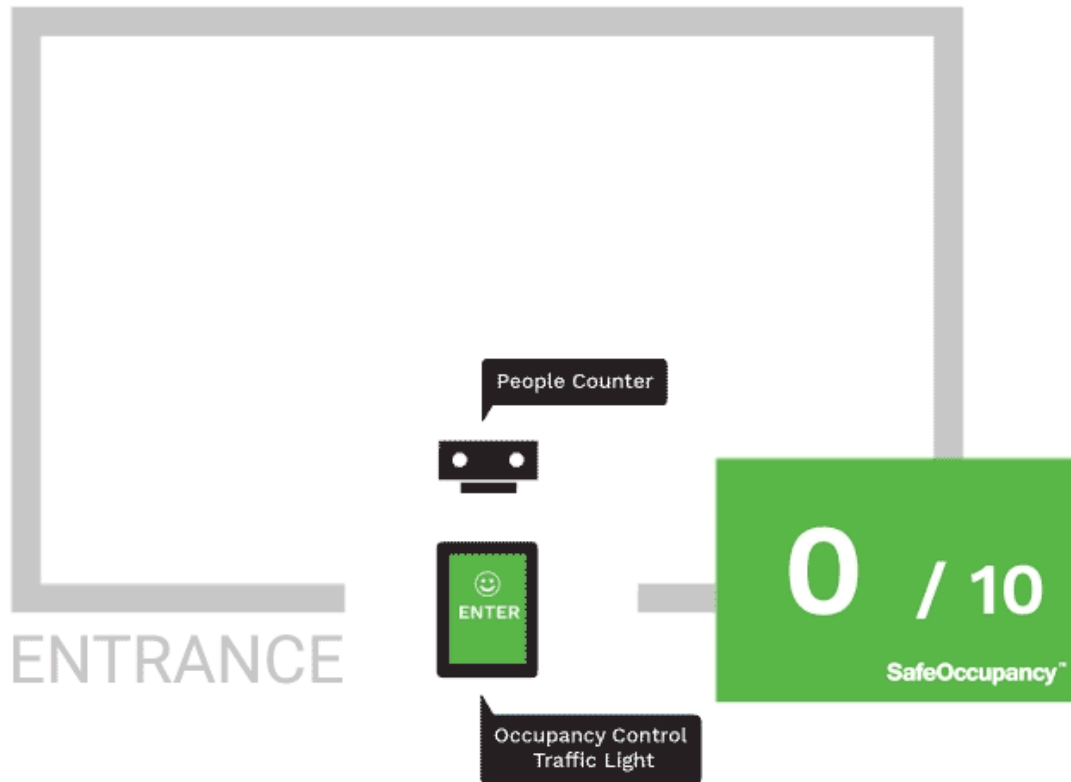 People Counter
ENTER
ENTRANCE
0 / 10
SafeOccupancy™
Occupancy Control
Traffic Light